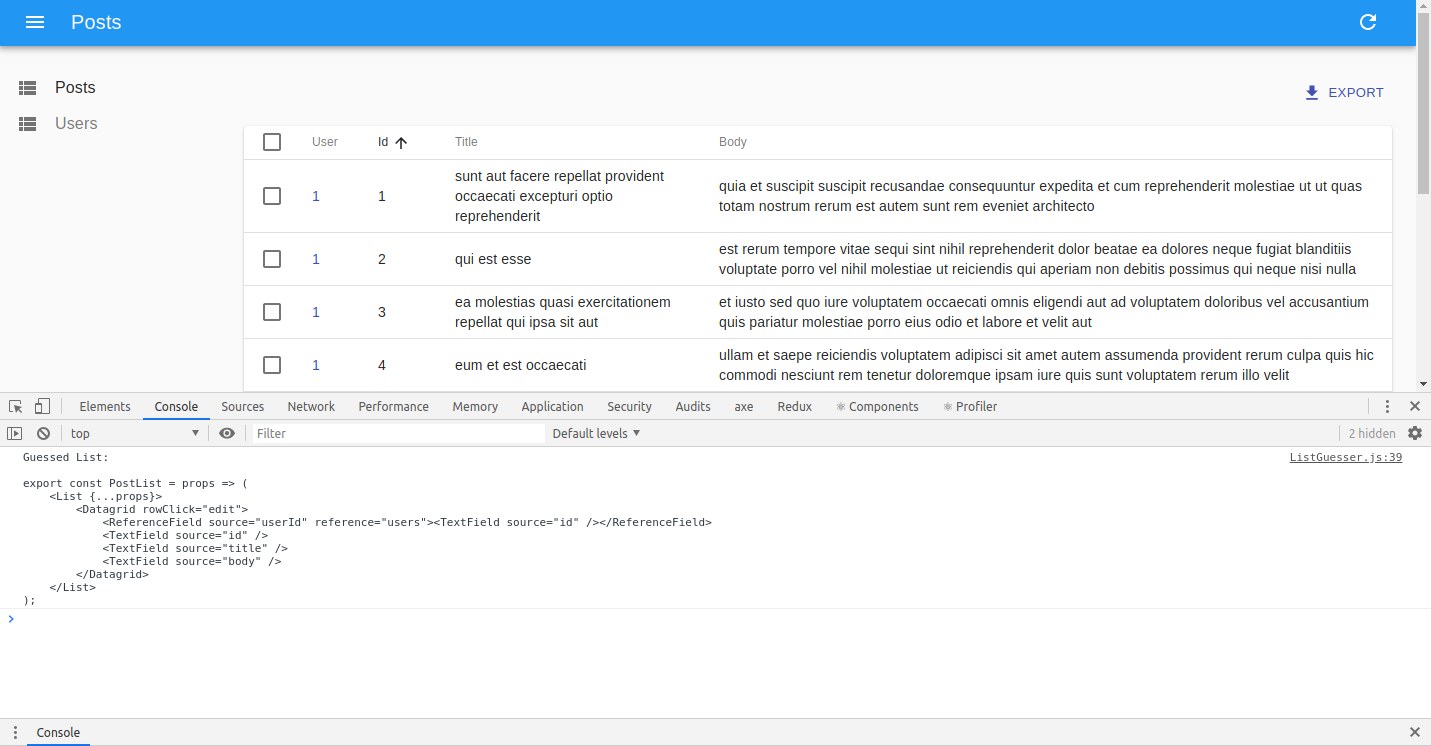 Posts
Posts
Users
EXPORT
User Id Title Body
1 1 sunt aut facere repellat provident
occaecati excepturi optio
reprehenderit
quia et suscipit suscipit recusandae consequuntur expedita et cum reprehenderit molestiae ut ut quas
totam nostrum rerum est autem sunt rem eveniet architecto
1 2 qui est esse
est rerum tempore vitae sequi sint nihil reprehenderit dolor beatae ea dolores neque fugiat blanditiis
voluptate porro vel nihil molestiae ut reiciendis qui aperiam non debitis possimus qui neque nisi nulla
1 3 ea molestias quasi exercitationem
repellat qui ipsa sit aut
et iusto sed quo iure voluptatem occaecati omnis eligendi aut ad voluptatem doloribus vel accusantium
quis pariatur molestiae porro eius odio et labore et velit aut
1 4 eum et est occaecati
ullam et saepe reiciendis voluptatem adipisci sit amet autem assumenda provident rerum culpa quis hic
commodi nesciunt rem tenetur doloremque ipsam iure quis sunt voluptatem rerum illo velit
Elements Console Sources Network Performance Memory Application Security Audits axe Redux ⚛ Components ⚛ Profiler
top Filter Default levels 2 hidden
Guessed List: ListGuesser.js:39
export const PostList = props => (
    <List {...props}>
        <Datagrid rowClick="edit">
            <ReferenceField source="userId" reference="users"><TextField source="id" /></ReferenceField>
            <TextField source="id" />
            <TextField source="title" />
            <TextField source="body" />
        </Datagrid>
    </List>
);
Console